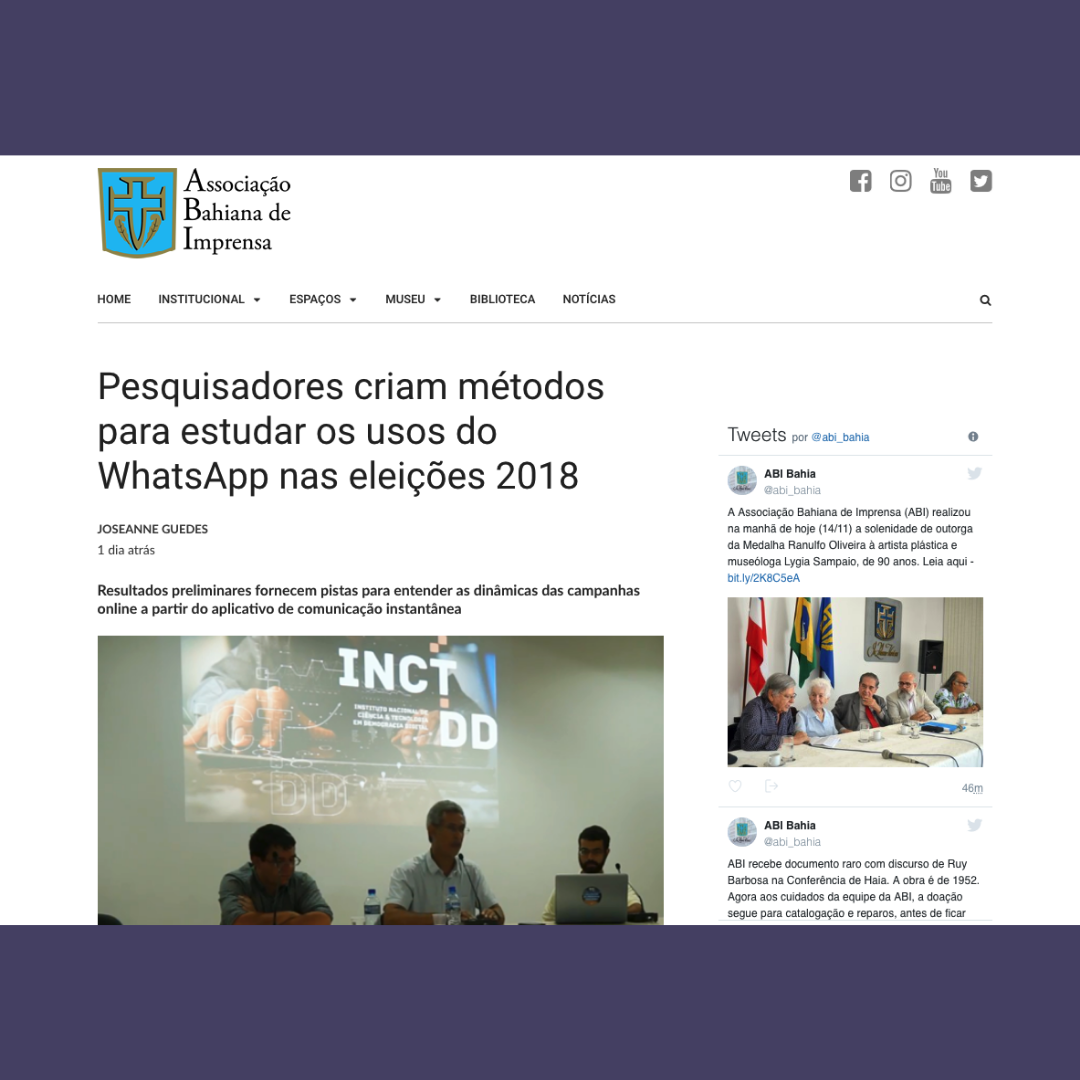 Associação
Bahiana de
Imprensa
You
Tube
HOME
INSTITUCIONAL
ESPAÇOS
MUSEU
BIBLIOTECA
NOTÍCIAS
Pesquisadores criam métodos
para estudar os usos do
WhatsApp nas eleições 2018
JOSEANNE GUEDES
1 dia atrás
Resultados preliminares fornecem pistas para entender as dinâmicas das campanhas
online a partir do aplicativo de comunicação instantânea
INCT
INSTITUTO NACIONAL DE
CIÊNCIA & TECNOLOGIA
EM DEMOCRACIA DIGITAL
DD
DD
Tweets por @abi_bahia
ABI Bahia
@abi_bahia
A Associação Bahiana de Imprensa (ABI) realizou
na manhã de hoje (14/11) a solenidade de outorga
da Medalha Ranulfo Oliveira à artista plástica e
museóloga Lygia Sampaio, de 90 anos. Leia aqui -
bit.ly/2K8C5eA
46m
ABI Bahia
@abi_bahia
ABI recebe documento raro com discurso de Ruy
Barbosa na Conferência de Haia. A obra é de 1952.
Agora aos cuidados da equipe da ABI, a doação
segue para catalogação e reparos, antes de ficar